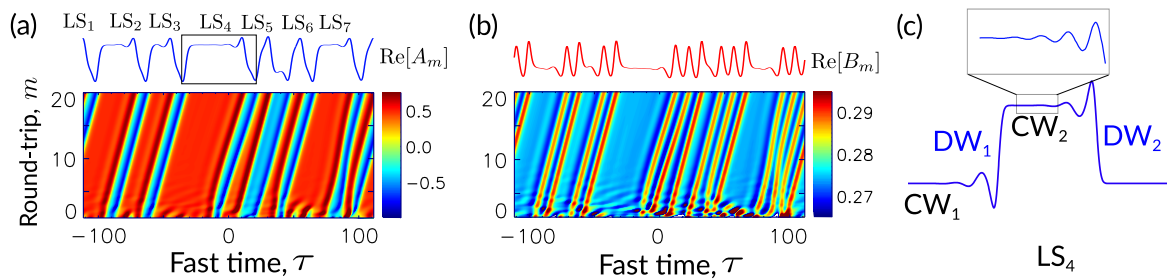 (a)
LS₁ LS₂ LS₃ LS₄ LS₅ LS₆ LS₇
Re[Aₘ]
Round-trip, m
20
10
0
−100 0 100
Fast time, τ
0.5
0.0
−0.5
(b)
Re[Bₘ]
20
10
0
−100 0 100
Fast time, τ
0.29
0.28
0.27
(c)
DW₁
CW₂
DW₂
CW₁
LS₄